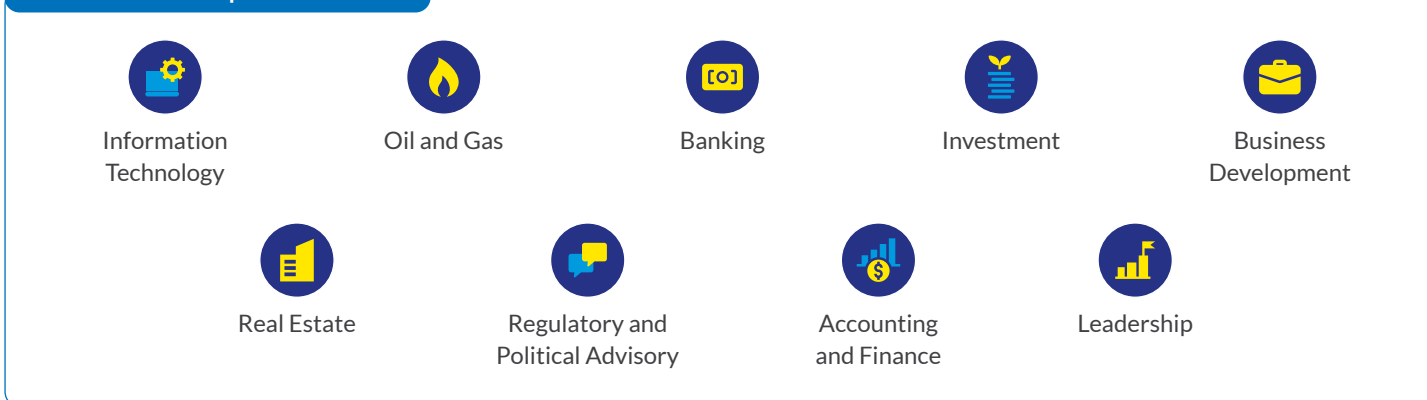 Information
Technology
Oil and Gas
Banking
Investment
Business
Development
Real Estate
Regulatory and
Political Advisory
Accounting
and Finance
Leadership